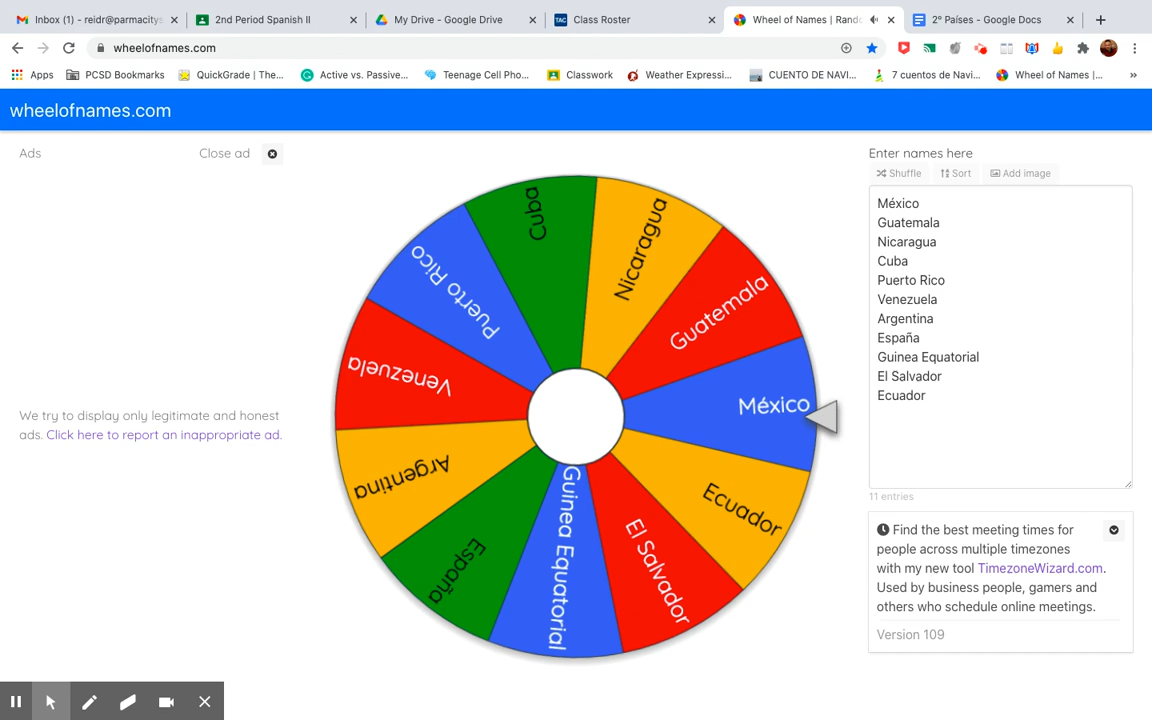 Inbox (1) - reidr@parmacitys
2nd Period Spanish II
My Drive - Google Drive
Class Roster
Wheel of Names | Rando
2º Países - Google Docs
wheelofnames.com
Apps
PCSD Bookmarks
QuickGrade | The...
Active vs. Passive...
Teenage Cell Pho...
Classwork
Weather Expressi...
CUENTO DE NAVI...
7 cuentos de Navi...
Wheel of Names |...
»
wheelofnames.com
Ads
Close ad
We try to display only legitimate and honest
ads. Click here to report an inappropriate ad.
Cuba
Nicaragua
Guatemala
México
Ecuador
El Salvador
Guinea Equatorial
España
Argentina
Venezuela
Puerto Rico
Enter names here
Shuffle
Sort
Add image
México
Guatemala
Nicaragua
Cuba
Puerto Rico
Venezuela
Argentina
España
Guinea Equatorial
El Salvador
Ecuador
11 entries
Find the best meeting times for
people across multiple timezones
with my new tool TimezoneWizard.com.
Used by business people, gamers and
others who schedule online meetings.
Version 109